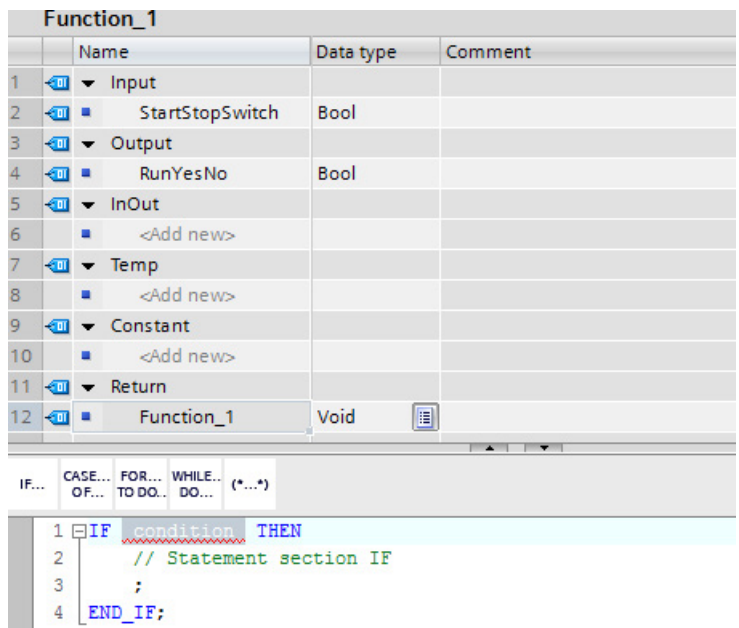 Function_1
Name Data type Comment
1 Input
2 StartStopSwitch Bool
3 Output
4 RunYesNo Bool
5 InOut
6 <Add new>
7 Temp
8 <Add new>
9 Constant
10 <Add new>
11 Return
12 Function_1 Void
IF... CASE... FOR... WHILE.. (*...*)
OF... TO DO.. DO...
1 IF _condition_ THEN
2 // Statement section IF
3 ;
4 END_IF;